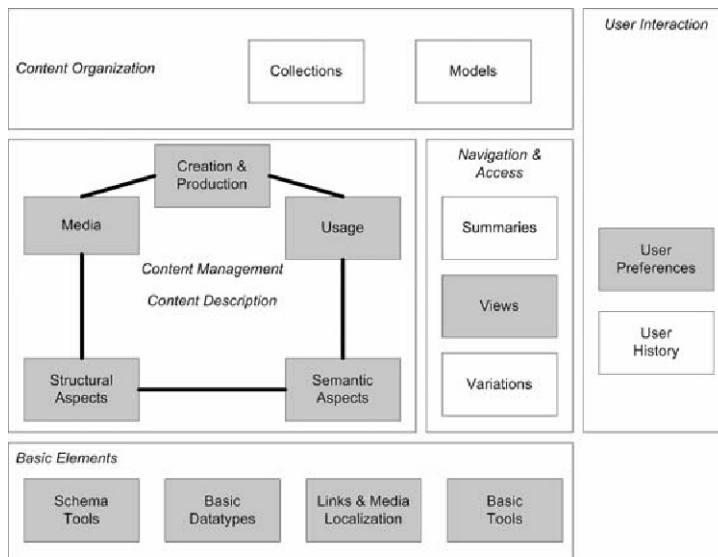 Content Organization
Collections
Models
User Interaction
Creation &
Production
Media
Usage
Content Management
Content Description
Structural
Aspects
Semantic
Aspects
Navigation &
Access
Summaries
Views
Variations
User
Preferences
User
History
Basic Elements
Schema
Tools
Basic
Datatypes
Links & Media
Localization
Basic
Tools